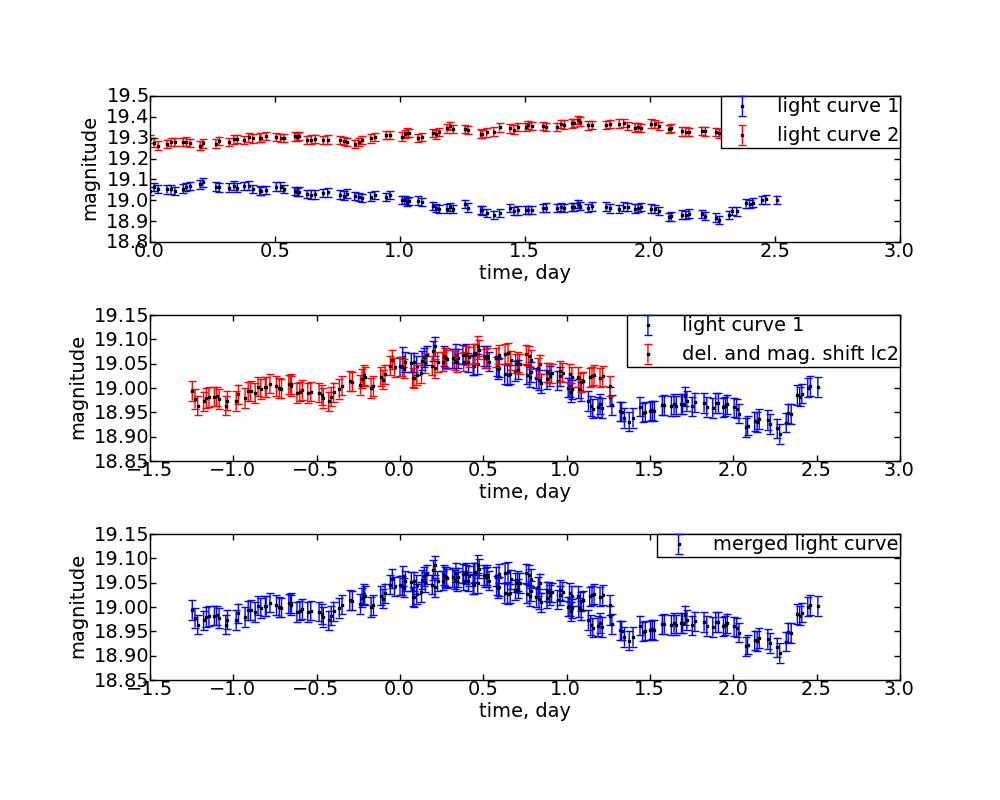 19.5
19.4
19.3
19.2
19.1
19.0
18.9
18.8
magnitude
light curve 1
light curve 2
0.0 0.5 1.0 1.5 2.0 2.5 3.0
time, day
19.15
19.10
19.05
19.00
18.95
18.90
18.85
magnitude
light curve 1
del. and mag. shift lc2
−1.5 −1.0 −0.5 0.0 0.5 1.0 1.5 2.0 2.5 3.0
time, day
19.15
19.10
19.05
19.00
18.95
18.90
18.85
magnitude
merged light curve
−1.5 −1.0 −0.5 0.0 0.5 1.0 1.5 2.0 2.5 3.0
time, day